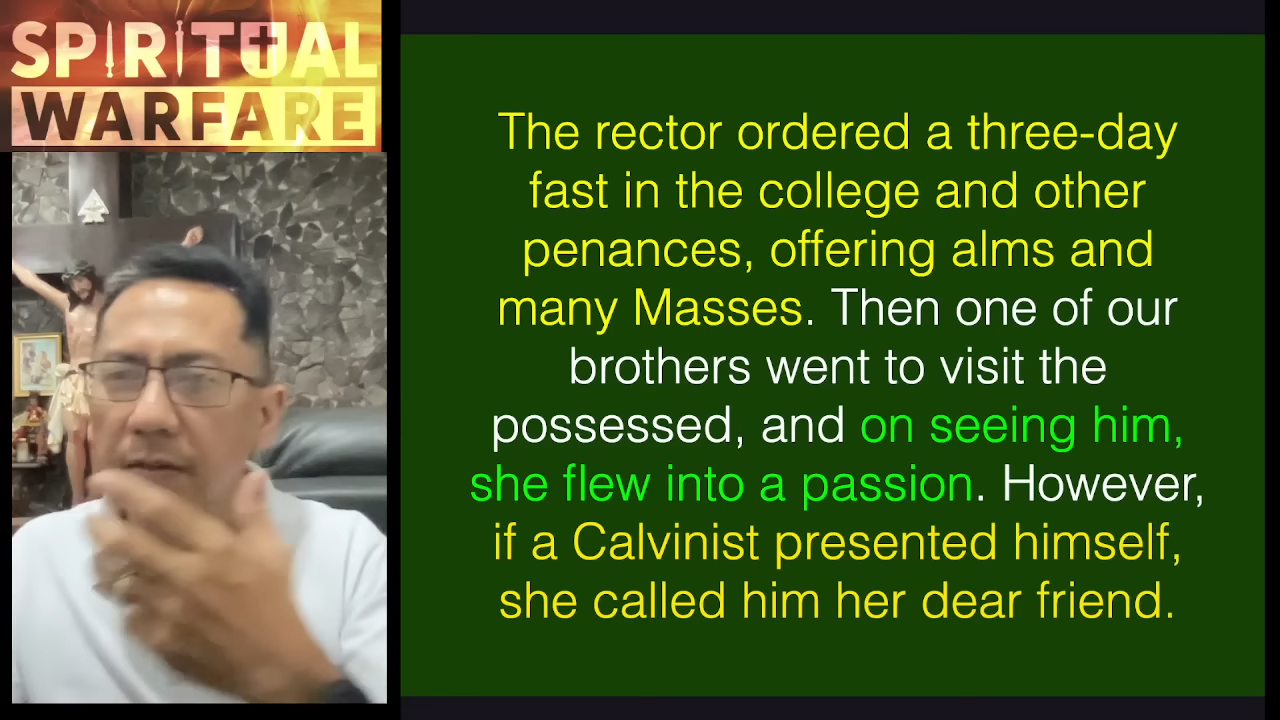 SPIRITUAL
WARFARE
The rector ordered a three-day
fast in the college and other
penances, offering alms and
many Masses. Then one of our
brothers went to visit the
possessed, and on seeing him,
she flew into a passion. However,
if a Calvinist presented himself,
she called him her dear friend.